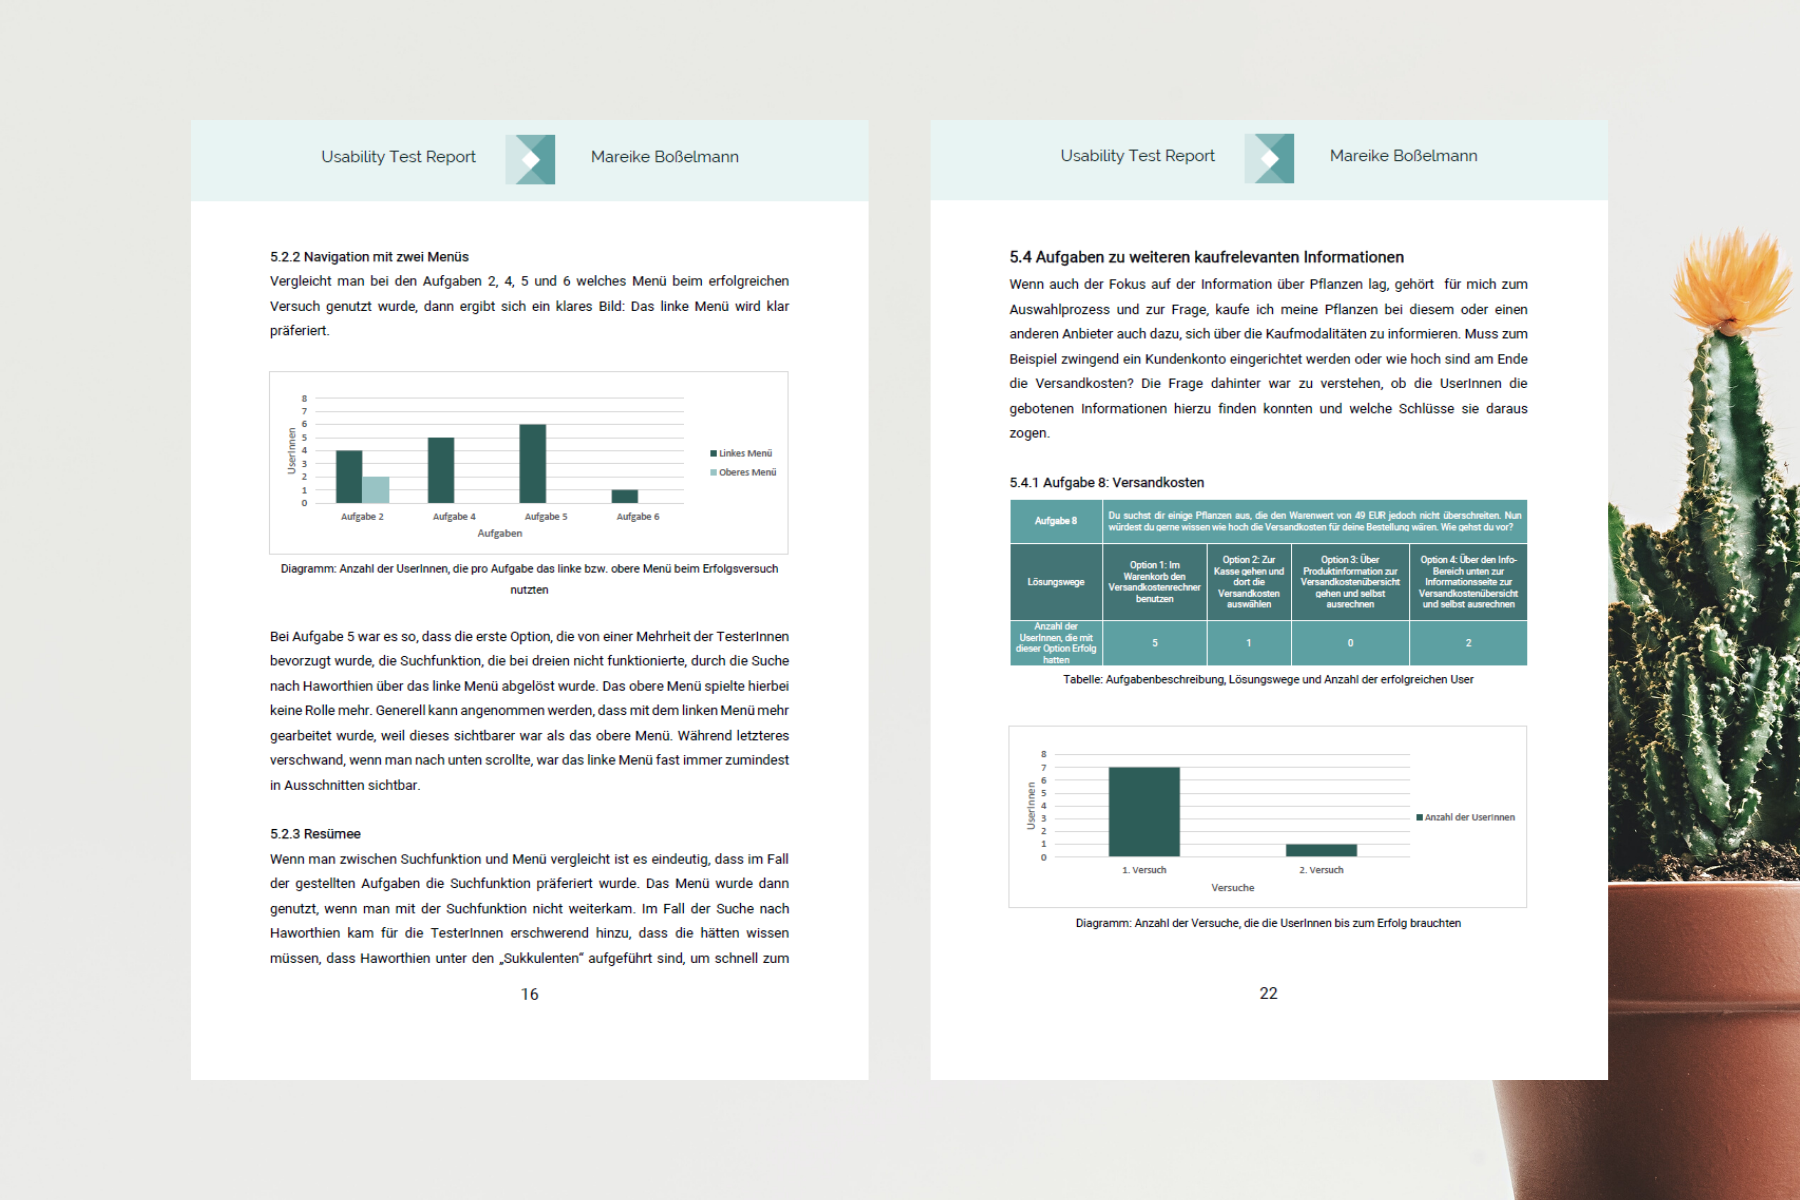 Usability Test Report
Mareike Boßelmann
5.2.2 Navigation mit zwei Menüs
Vergleicht man bei den Aufgaben 2, 4, 5 und 6 welches Menü beim erfolgreichen
Versuch genutzt wurde, dann ergibt sich ein klares Bild: Das linke Menü wird klar
präferiert.
8
7
6
5
4
3
2
1
0
UserInnen
Aufgabe 2
Aufgabe 4
Aufgabe 5
Aufgabe 6
Aufgaben
Linkes Menü
Oberes Menü
Diagramm: Anzahl der UserInnen, die pro Aufgabe das linke bzw. obere Menü beim Erfolgsversuch
nutzten
Bei Aufgabe 5 war es so, dass die erste Option, die von einer Mehrheit der TesterInnen
bevorzugt wurde, die Suchfunktion, die bei dreien nicht funktionierte, durch die Suche
nach Haworthien über das linke Menü abgelöst wurde. Das obere Menü spielte hierbei
keine Rolle mehr. Generell kann angenommen werden, dass mit dem linken Menü mehr
gearbeitet wurde, weil dieses sichtbarer war als das obere Menü. Während letzteres
verschwand, wenn man nach unten scrollte, war das linke Menü fast immer zumindest
in Ausschnitten sichtbar.
5.2.3 Resümee
Wenn man zwischen Suchfunktion und Menü vergleicht ist es eindeutig, dass im Fall
der gestellten Aufgaben die Suchfunktion präferiert wurde. Das Menü wurde dann
genutzt, wenn man mit der Suchfunktion nicht weiterkam. Im Fall der Suche nach
Haworthien kam für die TesterInnen erschwerend hinzu, dass die hätten wissen
müssen, dass Haworthien unter den „Sukkulenten“ aufgeführt sind, um schnell zum
16
Usability Test Report
Mareike Boßelmann
5.4 Aufgaben zu weiteren kaufrelevanten Informationen
Wenn auch der Fokus auf der Information über Pflanzen lag, gehört für mich zum
Auswahlprozess und zur Frage, kaufe ich meine Pflanzen bei diesem oder einen
anderen Anbieter auch dazu, sich über die Kaufmodalitäten zu informieren. Muss zum
Beispiel zwingend ein Kundenkonto eingerichtet werden oder wie hoch sind am Ende
die Versandkosten? Die Frage dahinter war zu verstehen, ob die UserInnen die
gebotenen Informationen hierzu finden konnten und welche Schlüsse sie daraus
zogen.
5.4.1 Aufgabe 8: Versandkosten
Aufgabe 8
Du suchst dir einige Pflanzen aus, die den Warenwert von 49 EUR jedoch nicht überschreiten. Nun
würdest du gerne wissen wie hoch die Versandkosten für deine Bestellung wären. Wie gehst du vor?
Lösungswege
Option 1: Im
Warenkorb den
Versandkostenrechner
benutzen
Option 2: Zur
Kasse gehen und
dort die
Versandkosten
auswählen
Option 3: Über
Produktinformation zur
Versandkostenübersicht
gehen und selbst
ausrechnen
Option 4: Über den Info-
Bereich unten zur
Informationsseite zur
Versandkostenübersicht
und selbst ausrechnen
Anzahl der
UserInnen, die mit
dieser Option Erfolg
hatten
5
1
0
2
Tabelle: Aufgabenbeschreibung, Lösungswege und Anzahl der erfolgreichen User
8
7
6
5
4
3
2
1
0
UserInnen
1. Versuch
2. Versuch
Versuche
Anzahl der UserInnen
Diagramm: Anzahl der Versuche, die die UserInnen bis zum Erfolg brauchten
22